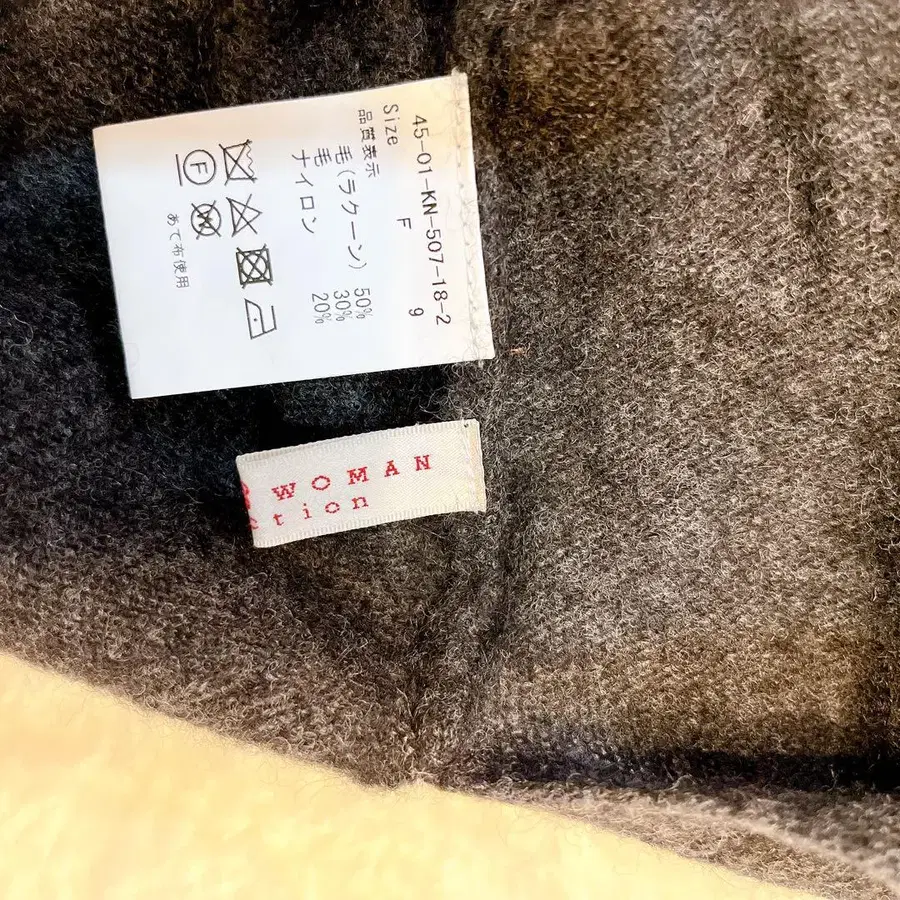 45-01-KN-507-18-2
Size F 9
品質表示
毛(ラクーン) 50%
毛 30%
ナイロン 20%
F W
あて布使用
WOMAN
tion